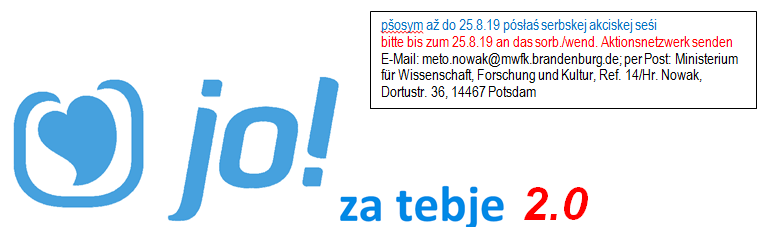 pšosym až do 25.8.19 pósłaś serbskej akciskej seśi
bitte bis zum 25.8.19 an das sorb./wend. Aktionsnetzwerk senden
E-Mail: meto.nowak@mwfk.brandenburg.de; per Post: Ministerium
für Wissenschaft, Forschung und Kultur, Ref. 14/Hr. Nowak,
Dortustr. 36, 14467 Potsdam
jo!
za tebje 2.0